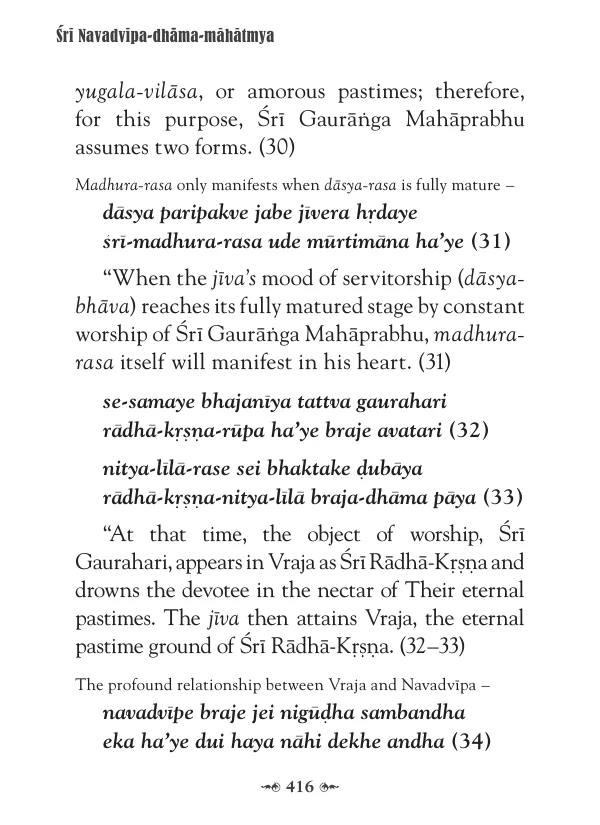 Śrī Navadvīpa-dhāma-māhātmya
yugala-vilāsa, or amorous pastimes; therefore,
for this purpose, Śrī Gaurāṅga Mahāprabhu
assumes two forms. (30)
Madhura-rasa only manifests when dāsya-rasa is fully mature –
dāsya paripakve jabe jīvera hṛdaye
śrī-madhura-rasa ude mūrtimāna ha’ye (31)
“When the jīva’s mood of servitorship (dāsya-
bhāva) reaches its fully matured stage by constant
worship of Śrī Gaurāṅga Mahāprabhu, madhura-
rasa itself will manifest in his heart. (31)
se-samaye bhajanīya tattva gaurahari
rādhā-kṛṣṇa-rūpa ha’ye braje avatari (32)
nitya-līlā-rase sei bhaktake ḍubāya
rādhā-kṛṣṇa-nitya-līlā braja-dhāma pāya (33)
“At that time, the object of worship, Śrī
Gaurahari, appears in Vraja as Śrī Rādhā-Kṛṣṇa and
drowns the devotee in the nectar of Their eternal
pastimes. The jīva then attains Vraja, the eternal
pastime ground of Śrī Rādhā-Kṛṣṇa. (32–33)
The profound relationship between Vraja and Navadvīpa –
navadvīpe braje jei nigūḍha sambandha
eka ha’ye dui haya nāhi dekhe andha (34)
416